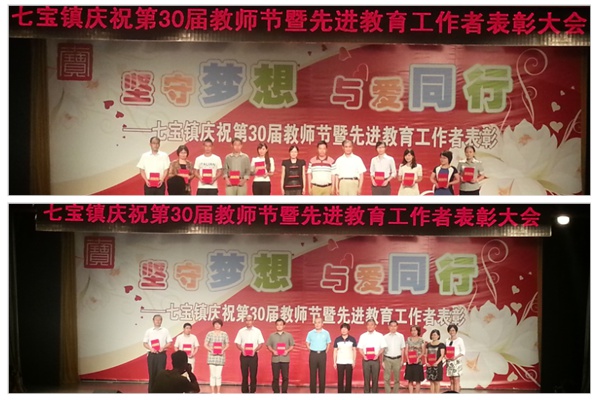 七宝镇庆祝第30届教师节暨先进教育工作者表彰大会
寶
坚守梦想 与爱同行
——七宝镇庆祝第30届教师节暨先进教育工作者表彰
七宝镇庆祝第30届教师节暨先进教育工作者表彰大会
寶
坚守梦想 与爱同行
——七宝镇庆祝第30届教师节暨先进教育工作者表彰